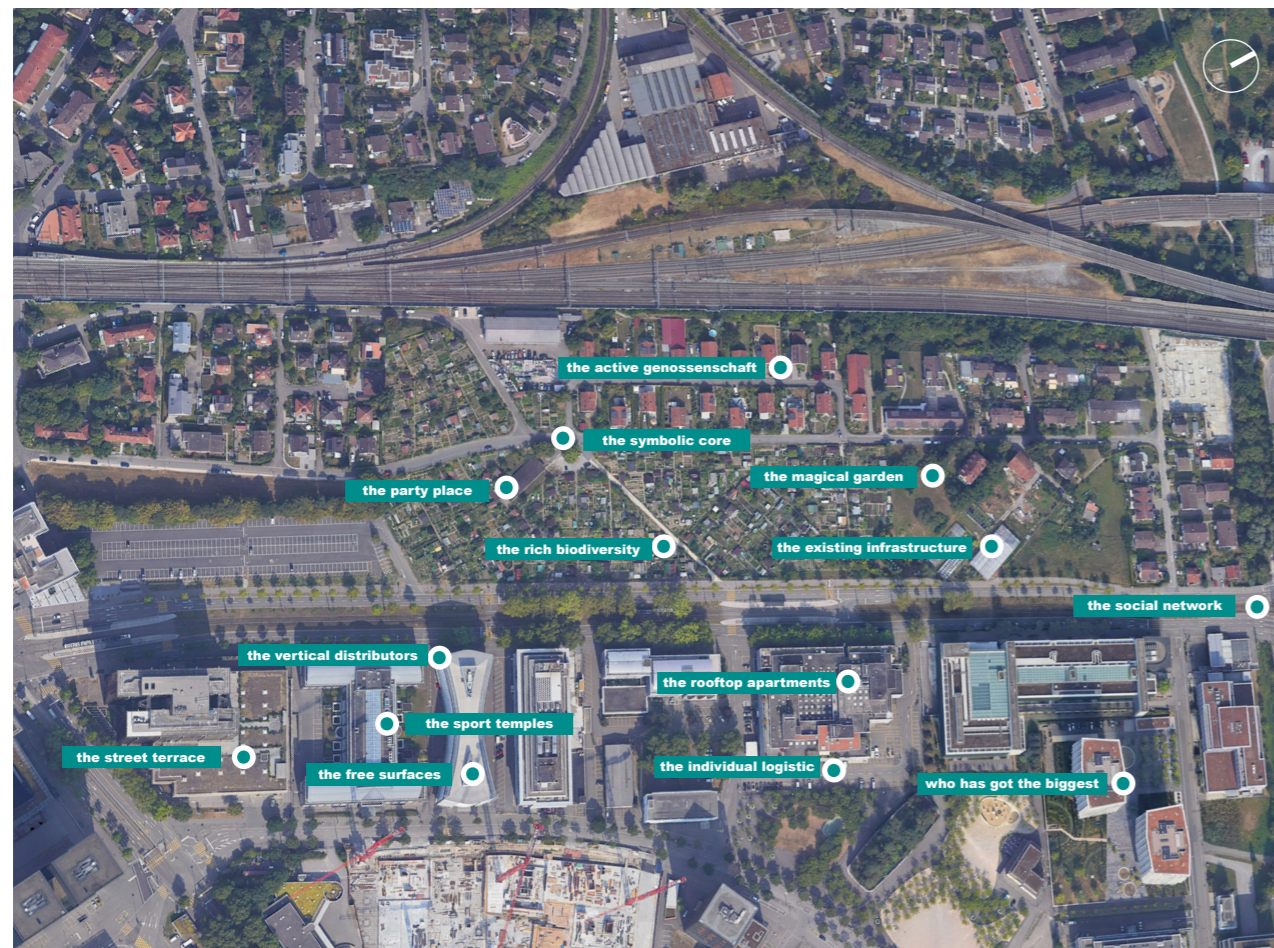 the active genossenschaft
the symbolic core
the magical garden
the party place
the rich biodiversity
the existing infrastructure
the social network
the vertical distributors
the rooftop apartments
the sport temples
the street terrace
the free surfaces
the individual logistic
who has got the biggest